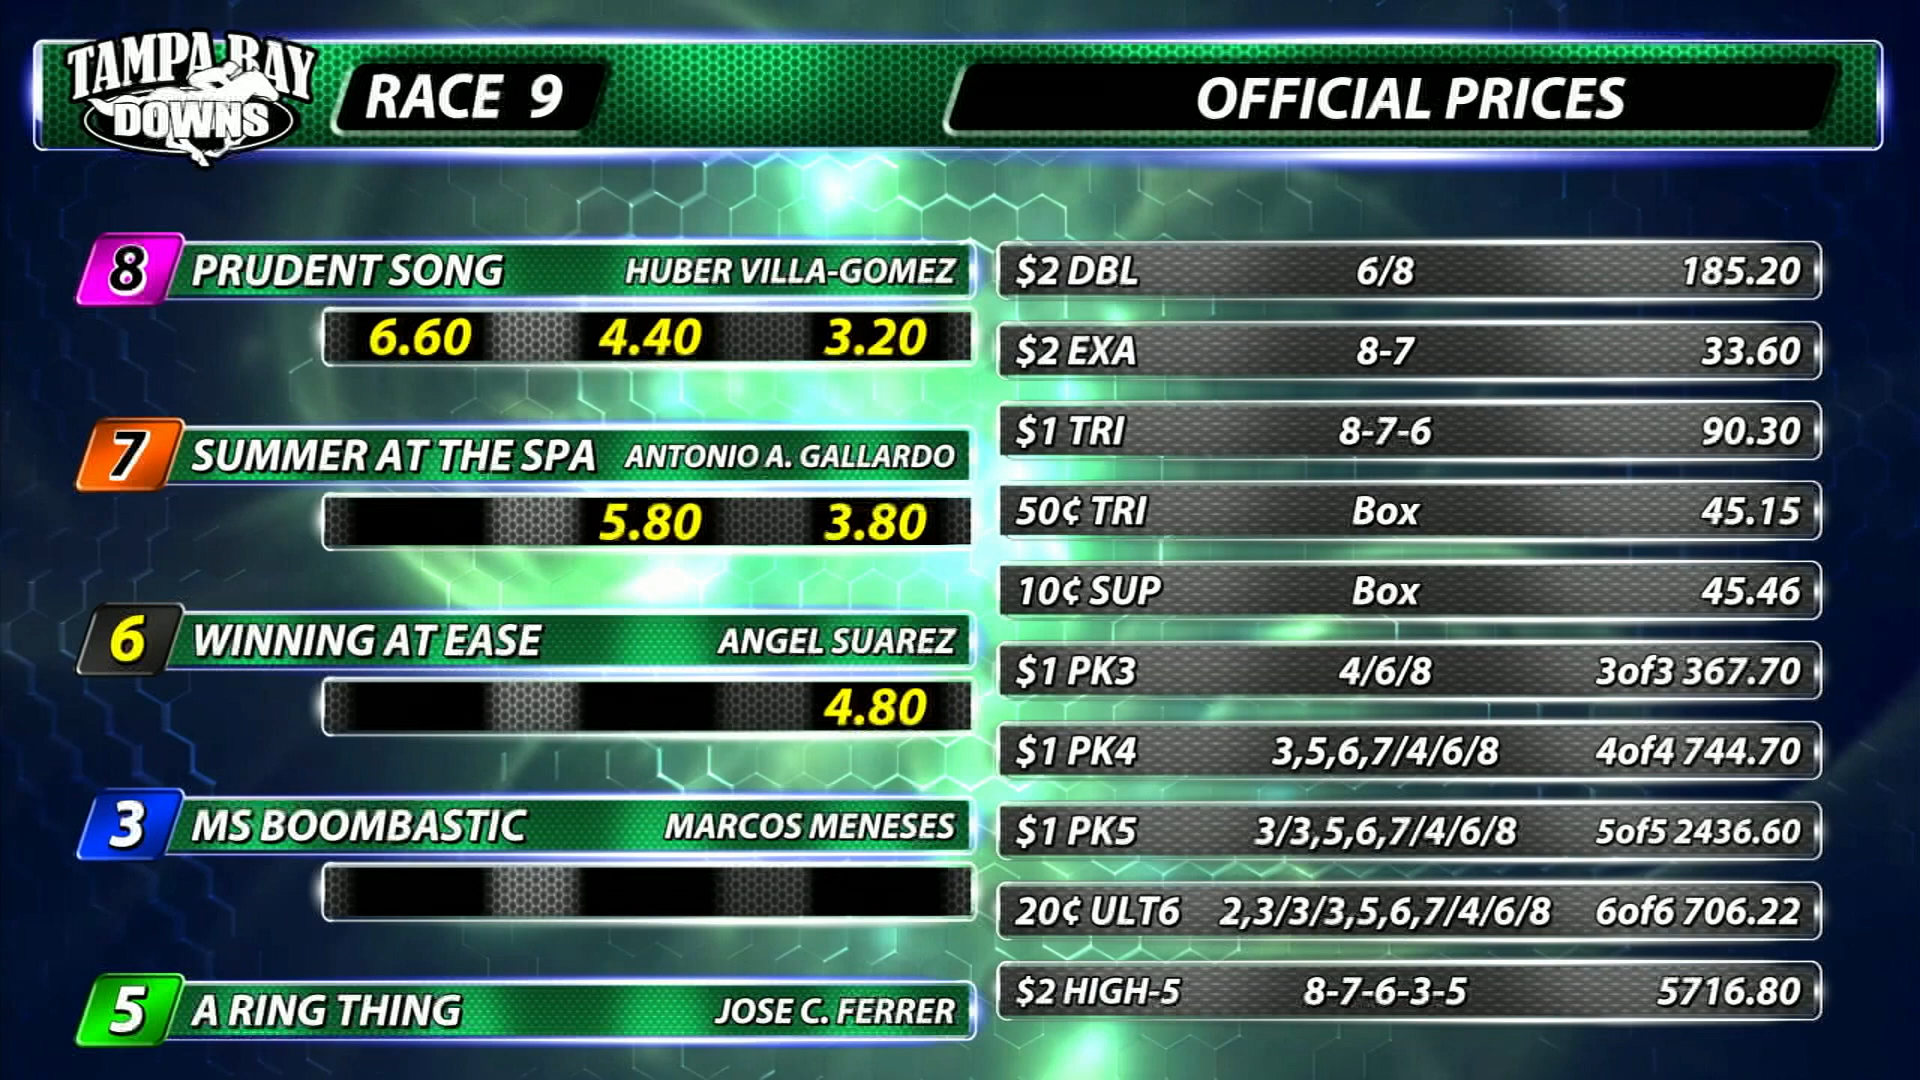 TAMPA BAY
DOWNS
RACE 9
OFFICIAL PRICES
8 PRUDENT SONG HUBER VILLA-GOMEZ
6.60 4.40 3.20
7 SUMMER AT THE SPA ANTONIO A. GALLARDO
5.80 3.80
6 WINNING AT EASE ANGEL SUAREZ
4.80
3 MS BOOMBASTIC MARCOS MENESES
5 A RING THING JOSE C. FERRER
$2 DBL 6/8 185.20
$2 EXA 8-7 33.60
$1 TRI 8-7-6 90.30
50¢ TRI Box 45.15
10¢ SUP Box 45.46
$1 PK3 4/6/8 3of3 367.70
$1 PK4 3,5,6,7/4/6/8 4of4 744.70
$1 PK5 3/3,5,6,7/4/6/8 5of5 2436.60
20¢ ULT6 2,3/3/3,5,6,7/4/6/8 6of6 706.22
$2 HIGH-5 8-7-6-3-5 5716.80